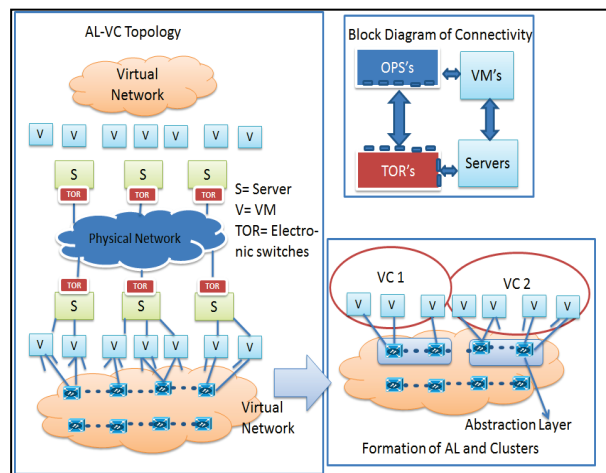 AL-VC Topology
Virtual
Network
V V V V V V V
S S S
TOR TOR TOR
S= Server
V= VM
TOR= Electro-
nic switches
Physical Network
TOR TOR TOR
S S S
V V V V V V V
Virtual
Network
Block Diagram of Connectivity
OPS's
VM's
TOR's
Servers
VC 1
VC 2
V V V V V V V
Abstraction Layer
Formation of AL and Clusters